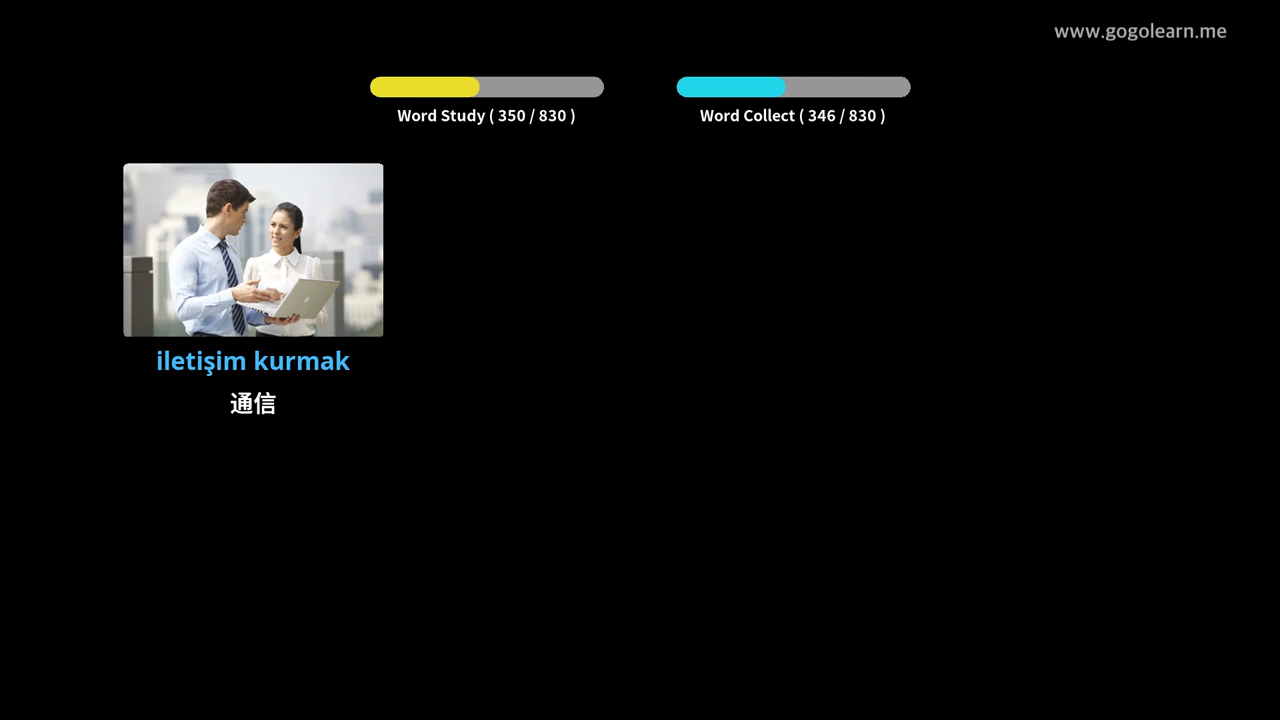 www.gogolearn.me
Word Study ( 350 / 830 )
Word Collect ( 346 / 830 )
iletişim kurmak
通信